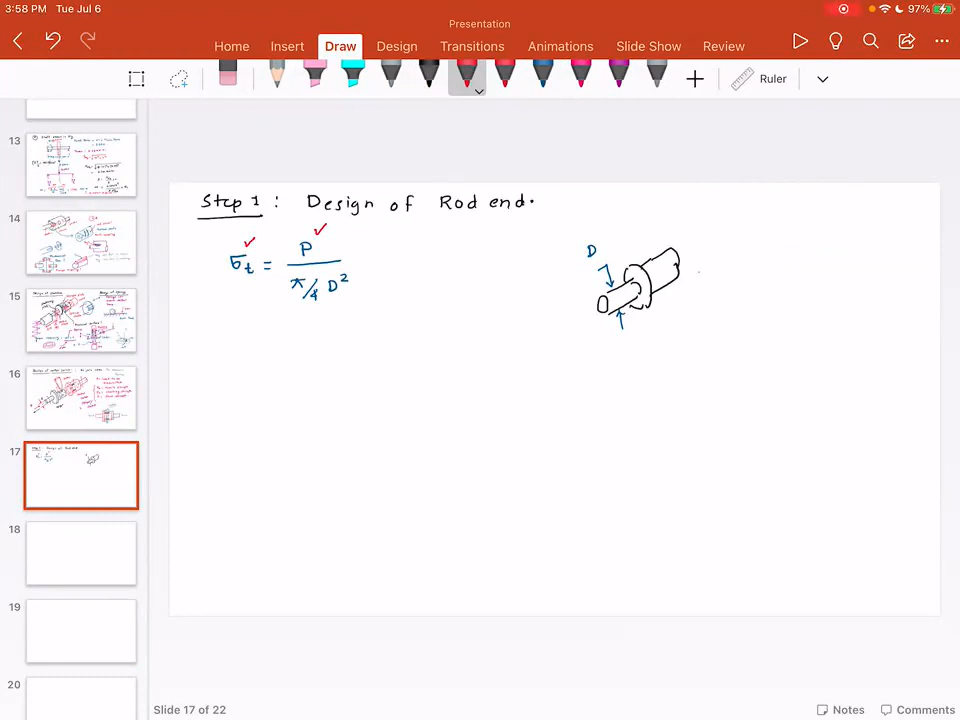 3:58 PM Tue Jul 6
97%
Presentation
Home Insert Draw Design Transitions Animations Slide Show Review
Ruler
13
14
15
16
17
18
19
20
Step 1 : Design of Rod end.
σt = P / π/4 D²
D
Slide 17 of 22
Notes
Comments